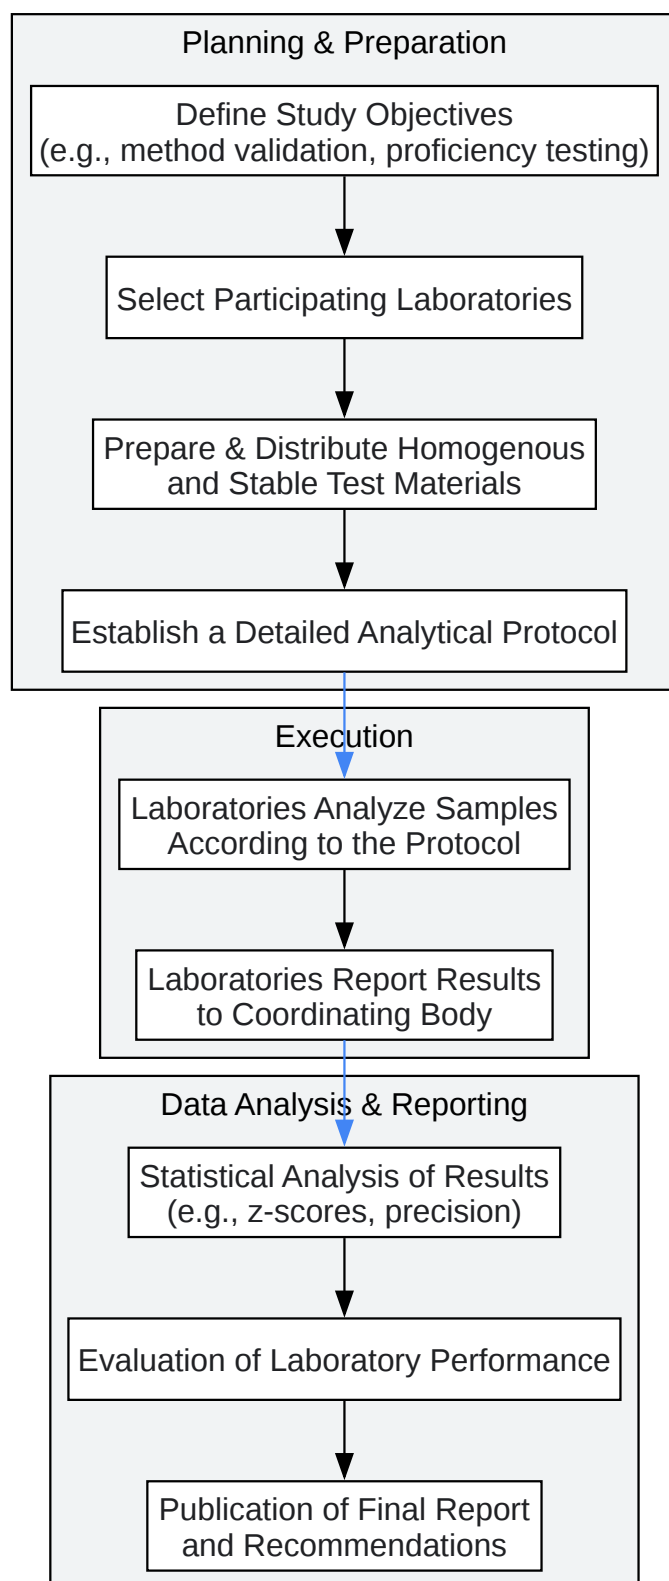 Planning & Preparation
Define Study Objectives
(e.g., method validation, proficiency testing)
Select Participating Laboratories
Prepare & Distribute Homogenous
and Stable Test Materials
Establish a Detailed Analytical Protocol
Execution
Laboratories Analyze Samples
According to the Protocol
Laboratories Report Results
to Coordinating Body
Data Analysis & Reporting
Statistical Analysis of Results
(e.g., z-scores, precision)
Evaluation of Laboratory Performance
Publication of Final Report
and Recommendations